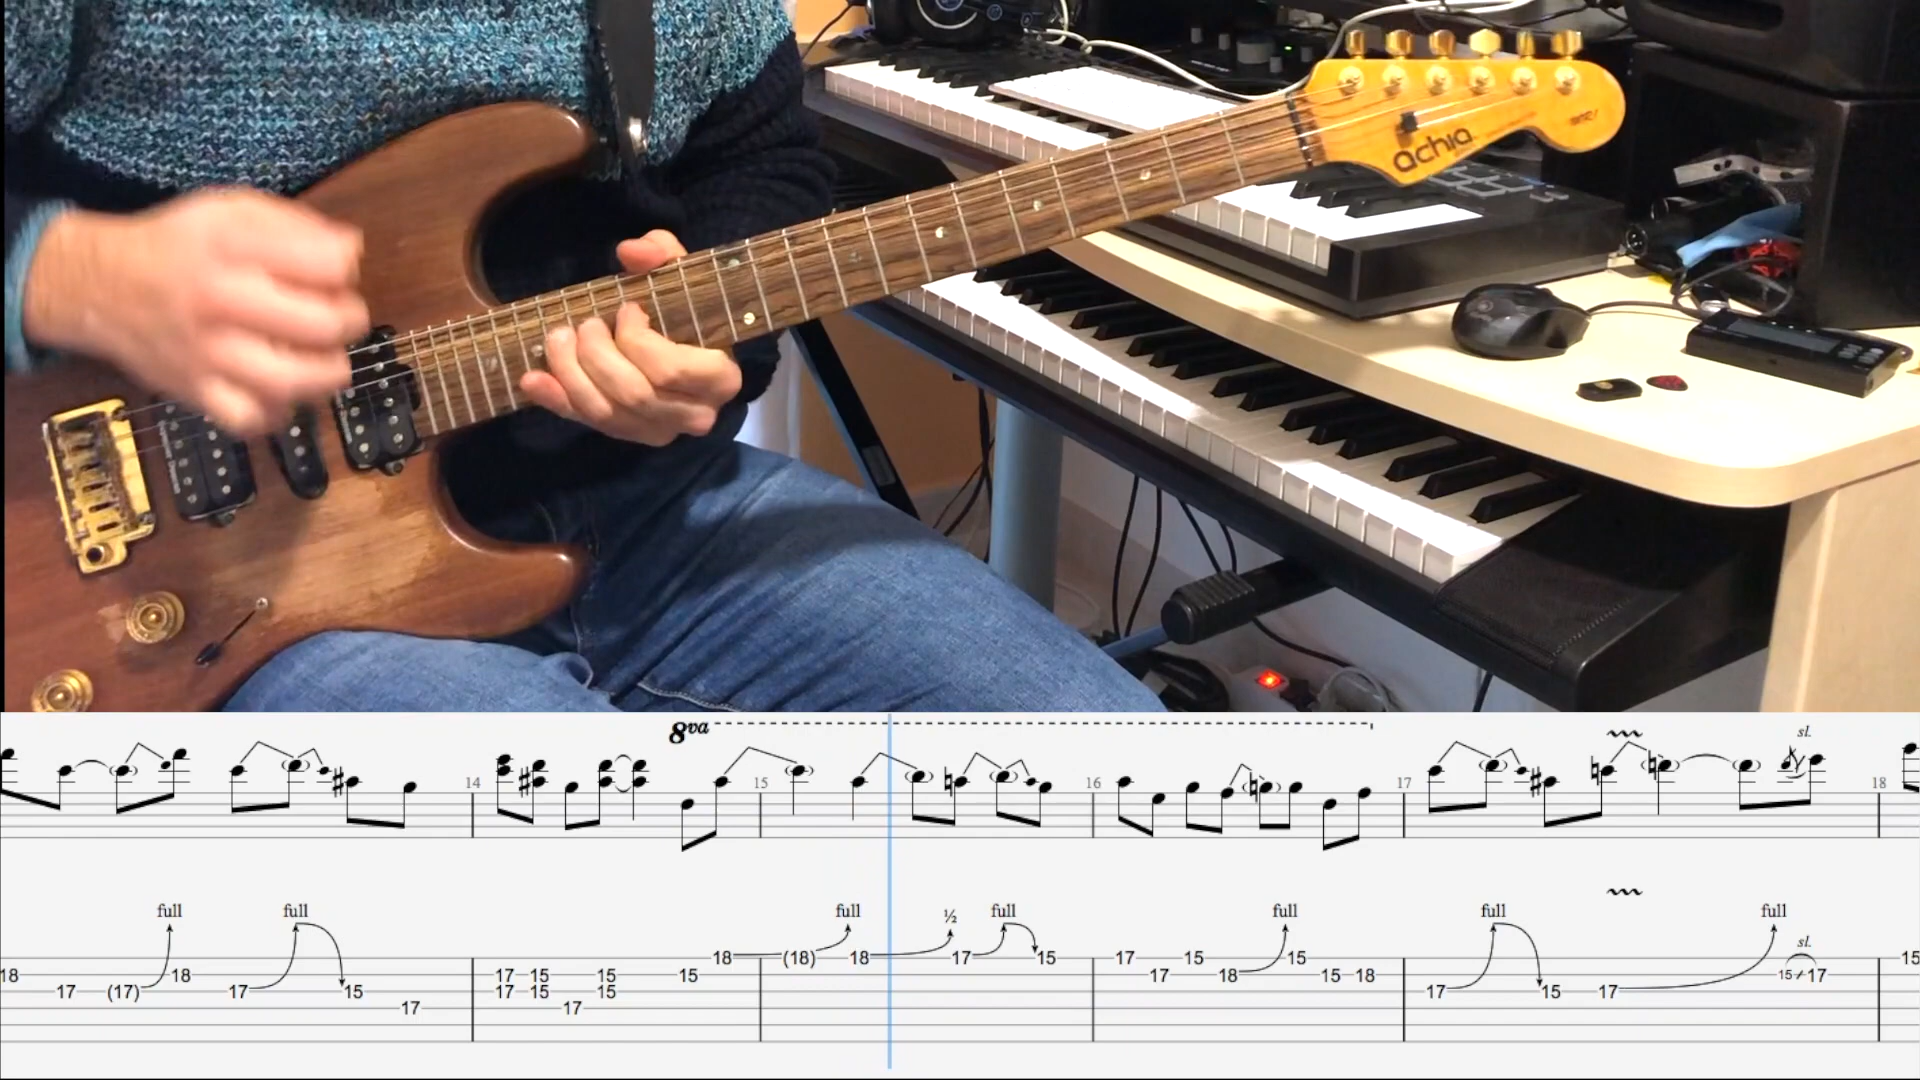 achia
8va
14
15
16
17
18
sl.
full full full ½ full full full full
sl.
18 17 (17) 18 17 15 17
17 15 15 15 18 (18) 18 17 15
17 15 17 15
17 17 15 18 15 15 18
17 15 17 15 17
15